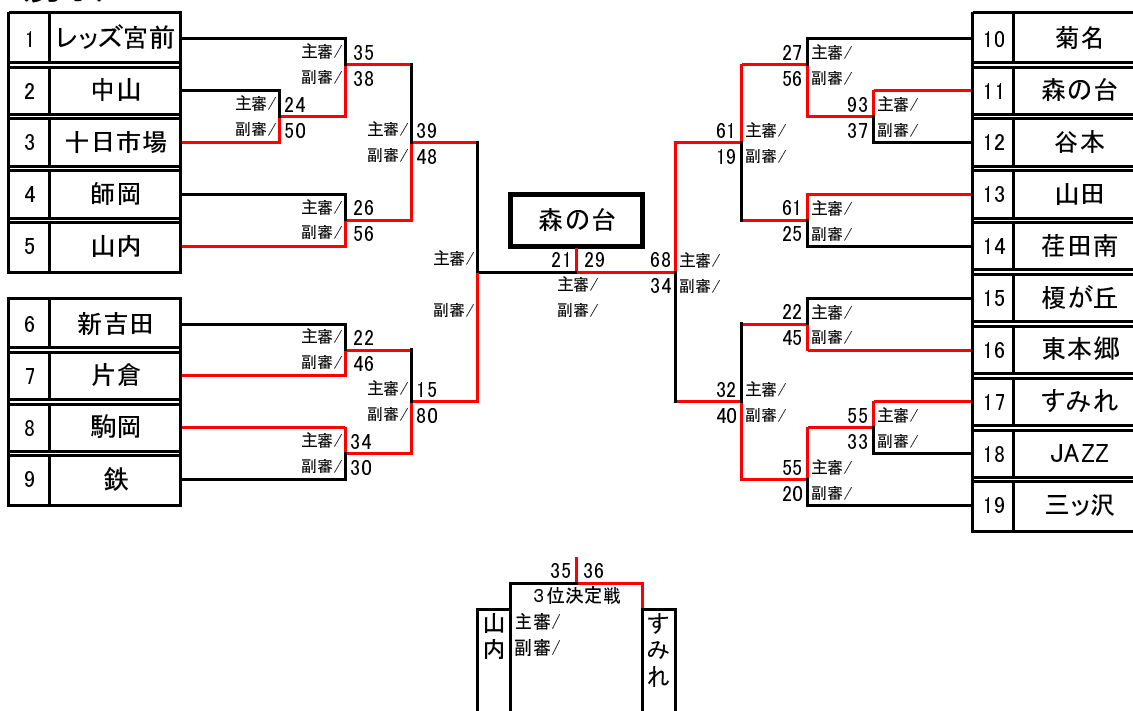 1 レッズ宮前
2 中山
3 十日市場
4 師岡
5 山内
6 新吉田
7 片倉
8 駒岡
9 鉄
主審/ 35
副審/ 38
主審/ 24
副審/ 50
主審/ 39
副審/ 48
主審/ 26
副審/ 56
主審/
副審/
主審/ 22
副審/ 46
主審/ 15
副審/ 80
主審/ 34
副審/ 30
森の台
21 29
主審/
副審/
68 主審/
34 副審/
27 主審/
56 副審/
93 主審/
37 副審/
61 主審/
19 副審/
61 主審/
25 副審/
22 主審/
45 副審/
32 主審/
40 副審/
55 主審/
33 副審/
55 主審/
20 副審/
10 菊名
11 森の台
12 谷本
13 山田
14 荏田南
15 榎が丘
16 東本郷
17 すみれ
18 JAZZ
19 三ッ沢
35 36
3位決定戦
主審/
副審/
山内
すみれ